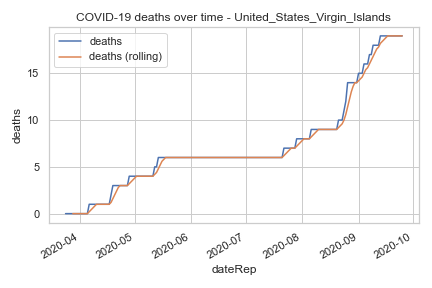 COVID-19 deaths over time - United_States_Virgin_Islands
deaths
deaths (rolling)
deaths
15
10
5
0
2020-04
2020-05
2020-06
2020-07
2020-08
2020-09
2020-10
dateRep